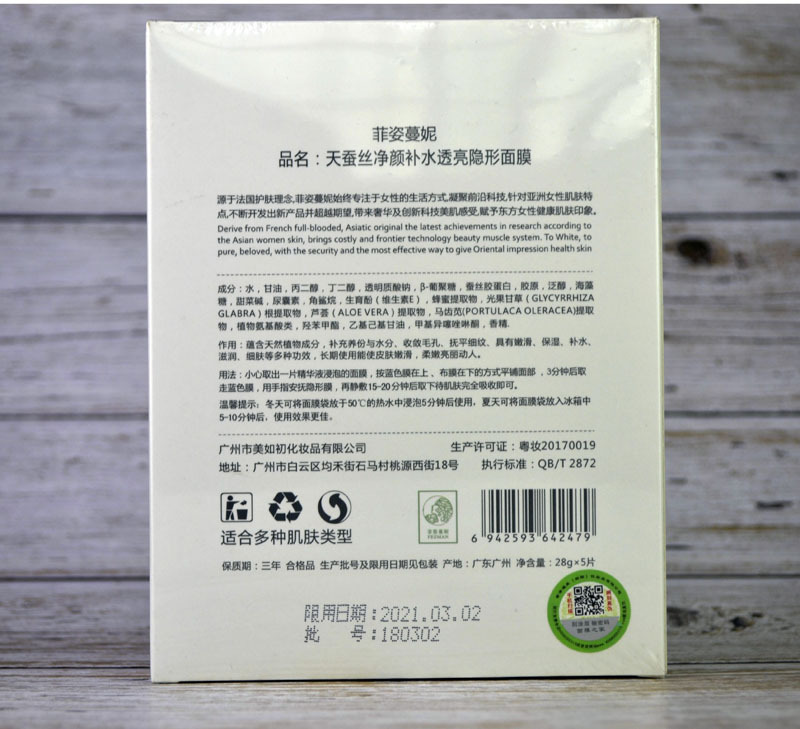 菲姿蔓妮
品名：天蚕丝净颜补水透亮隐形面膜
源于法国护肤理念,菲姿蔓妮始终专注于女性的生活方式,凝聚前沿科技,针对亚洲女性肌肤特
点,不断开发出新产品并超越期望,带来奢华及创新科技美肌感受,赋予东方女性健康肌肤印象。
Derive from French full-blooded, Asiatic original the latest achievements in research according to
the Asian women skin, brings costly and frontier technology beauty muscle system. To White, to
pure, beloved, with the security and the most effective way to give Oriental impression health skin
成分：水，甘油，丙二醇，丁二醇，透明质酸钠，β-葡聚糖，蚕丝胶蛋白，胶原，泛醇，海藻
糖，甜菜碱，尿囊素，角鲨烷，生育酚（维生素E），蜂蜜提取物，光果甘草（GLYCYRRHIZA
GLABRA）根提取物，芦荟（ALOE VERA）提取物，马齿苋(PORTULACA OLERACEA)提取
物，植物氨基酸类，羟苯甲酯，乙基己基甘油，甲基异噻唑啉酮，香精.
作用：蕴含天然植物成分，补充养份与水分、收敛毛孔、抚平细纹、具有嫩滑、保湿、补水、
滋润、细肤等多种功效，长期使用能使皮肤嫩滑，柔嫩亮丽动人。
用法：小心取出一片精华液浸泡的面膜，按蓝色膜在上、布膜在下的方式平铺面部，3分钟后取
走蓝色膜，用手指安抚隐形膜，再静敷15-20分钟后取下待肌肤完全吸收即可。
温馨提示：冬天可将面膜袋放于50℃的热水中浸泡5分钟后使用，夏天可将面膜放入冰箱中
5-10分钟后，使用效果更佳。
广州市美如初化妆品有限公司 生产许可证：粤妆20170019
地址：广州市白云区均禾街石马村桃源西街18号 执行标准：QB/T 2872
适合多种肌肤类型
FEEMAN
6 942593 642479
保质期：三年 合格品 生产批号及限用日期见包装 产地：广东广州 净含量：28g×5片
限用日期:2021.03.02
批 号:180302